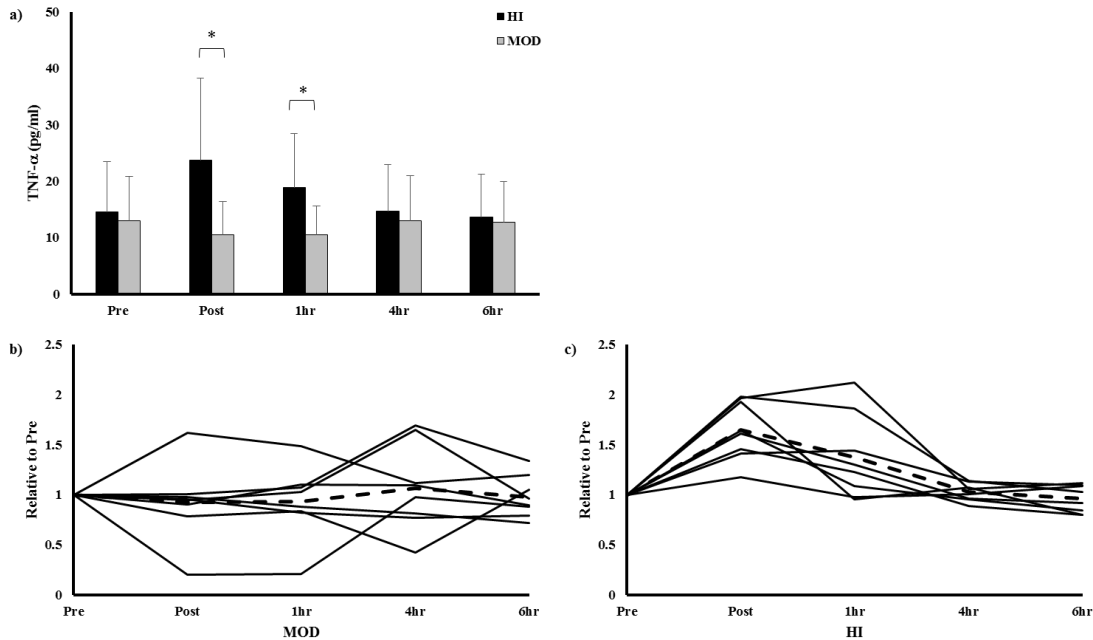 a)
50
40
30
20
10
0
TNF-α (pg/ml)
HI
MOD
*
*
Pre Post 1hr 4hr 6hr
b)
2.5
2
1.5
1
0.5
0
Relative to Pre
Pre Post 1hr 4hr 6hr
MOD
c)
2.5
2
1.5
1
0.5
0
Relative to Pre
Pre Post 1hr 4hr 6hr
HI